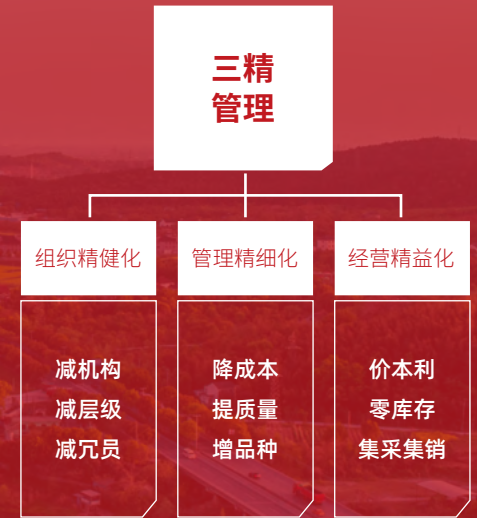 三精
管理
组织精健化
管理精细化
经营精益化
减机构
减层级
减冗员
降成本
提质量
增品种
价本利
零库存
集采集销